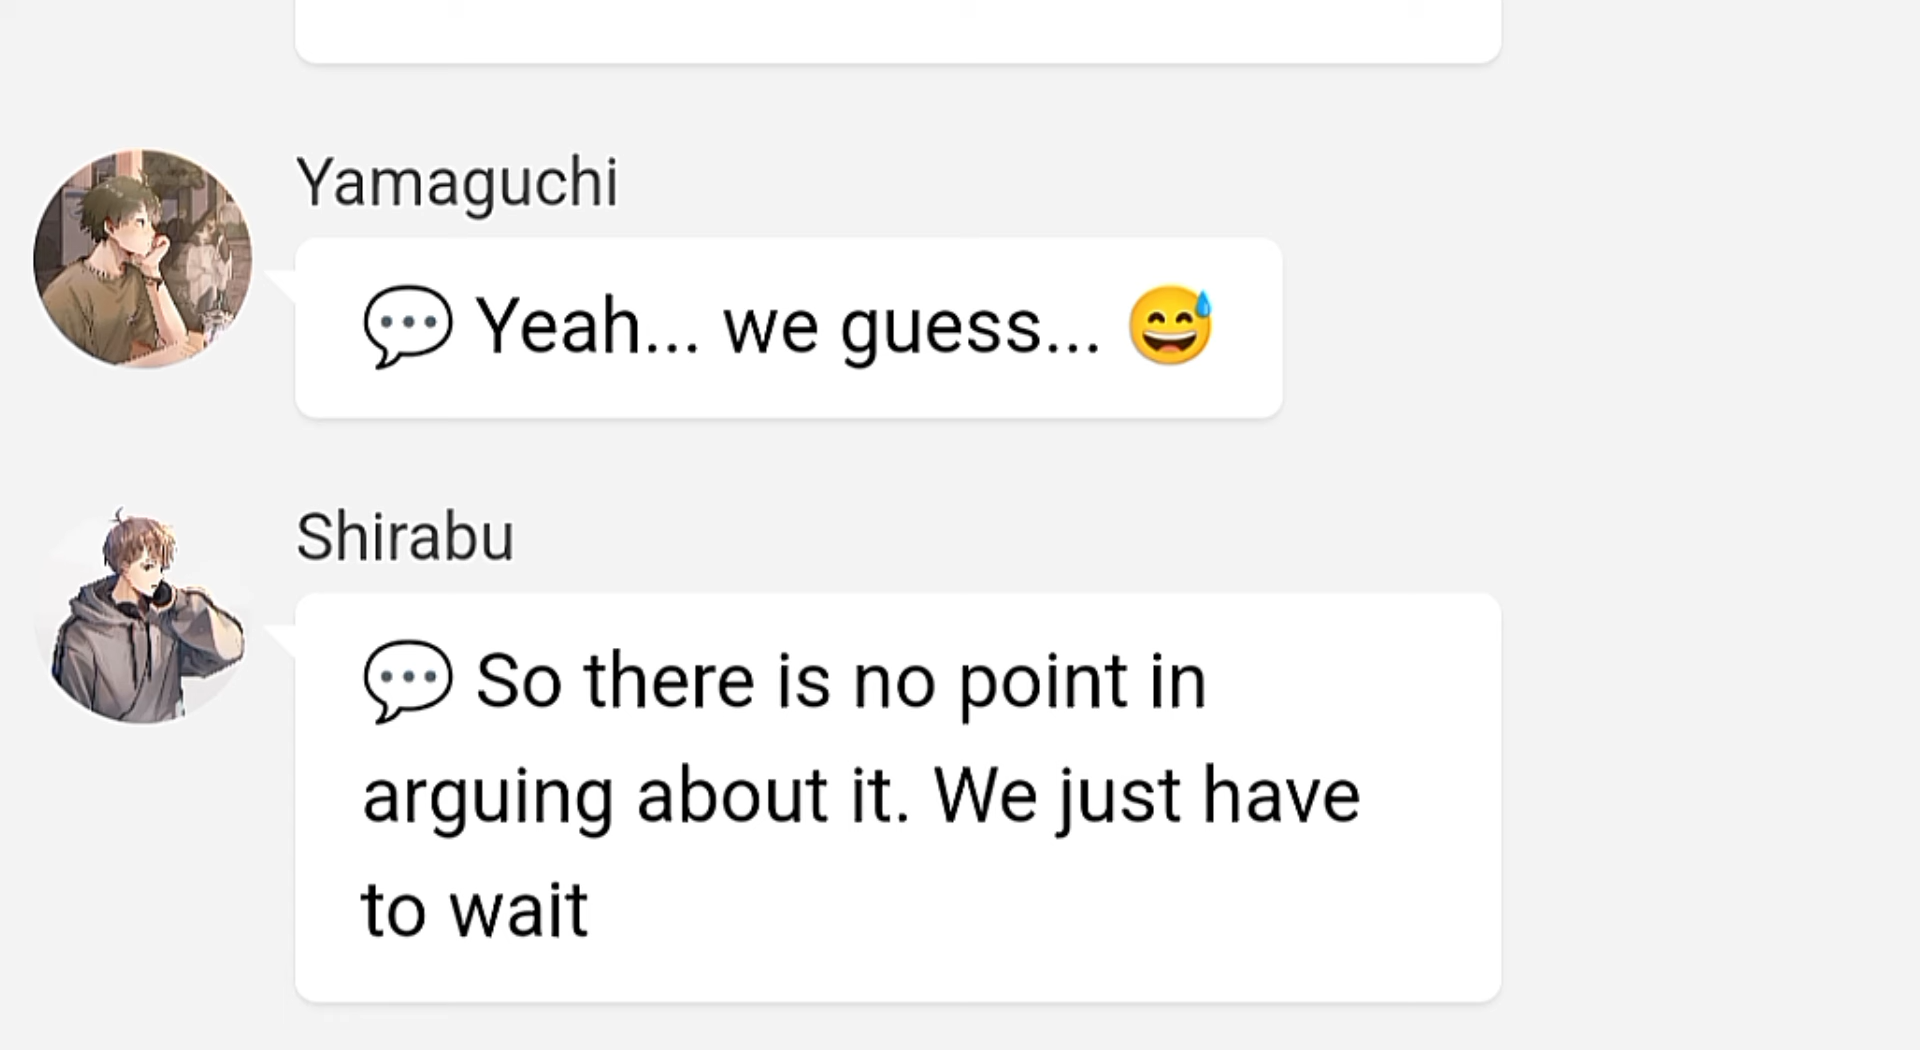 Yamaguchi
💬 Yeah... we guess... 😅
Shirabu
💬 So there is no point in
arguing about it. We just have
to wait